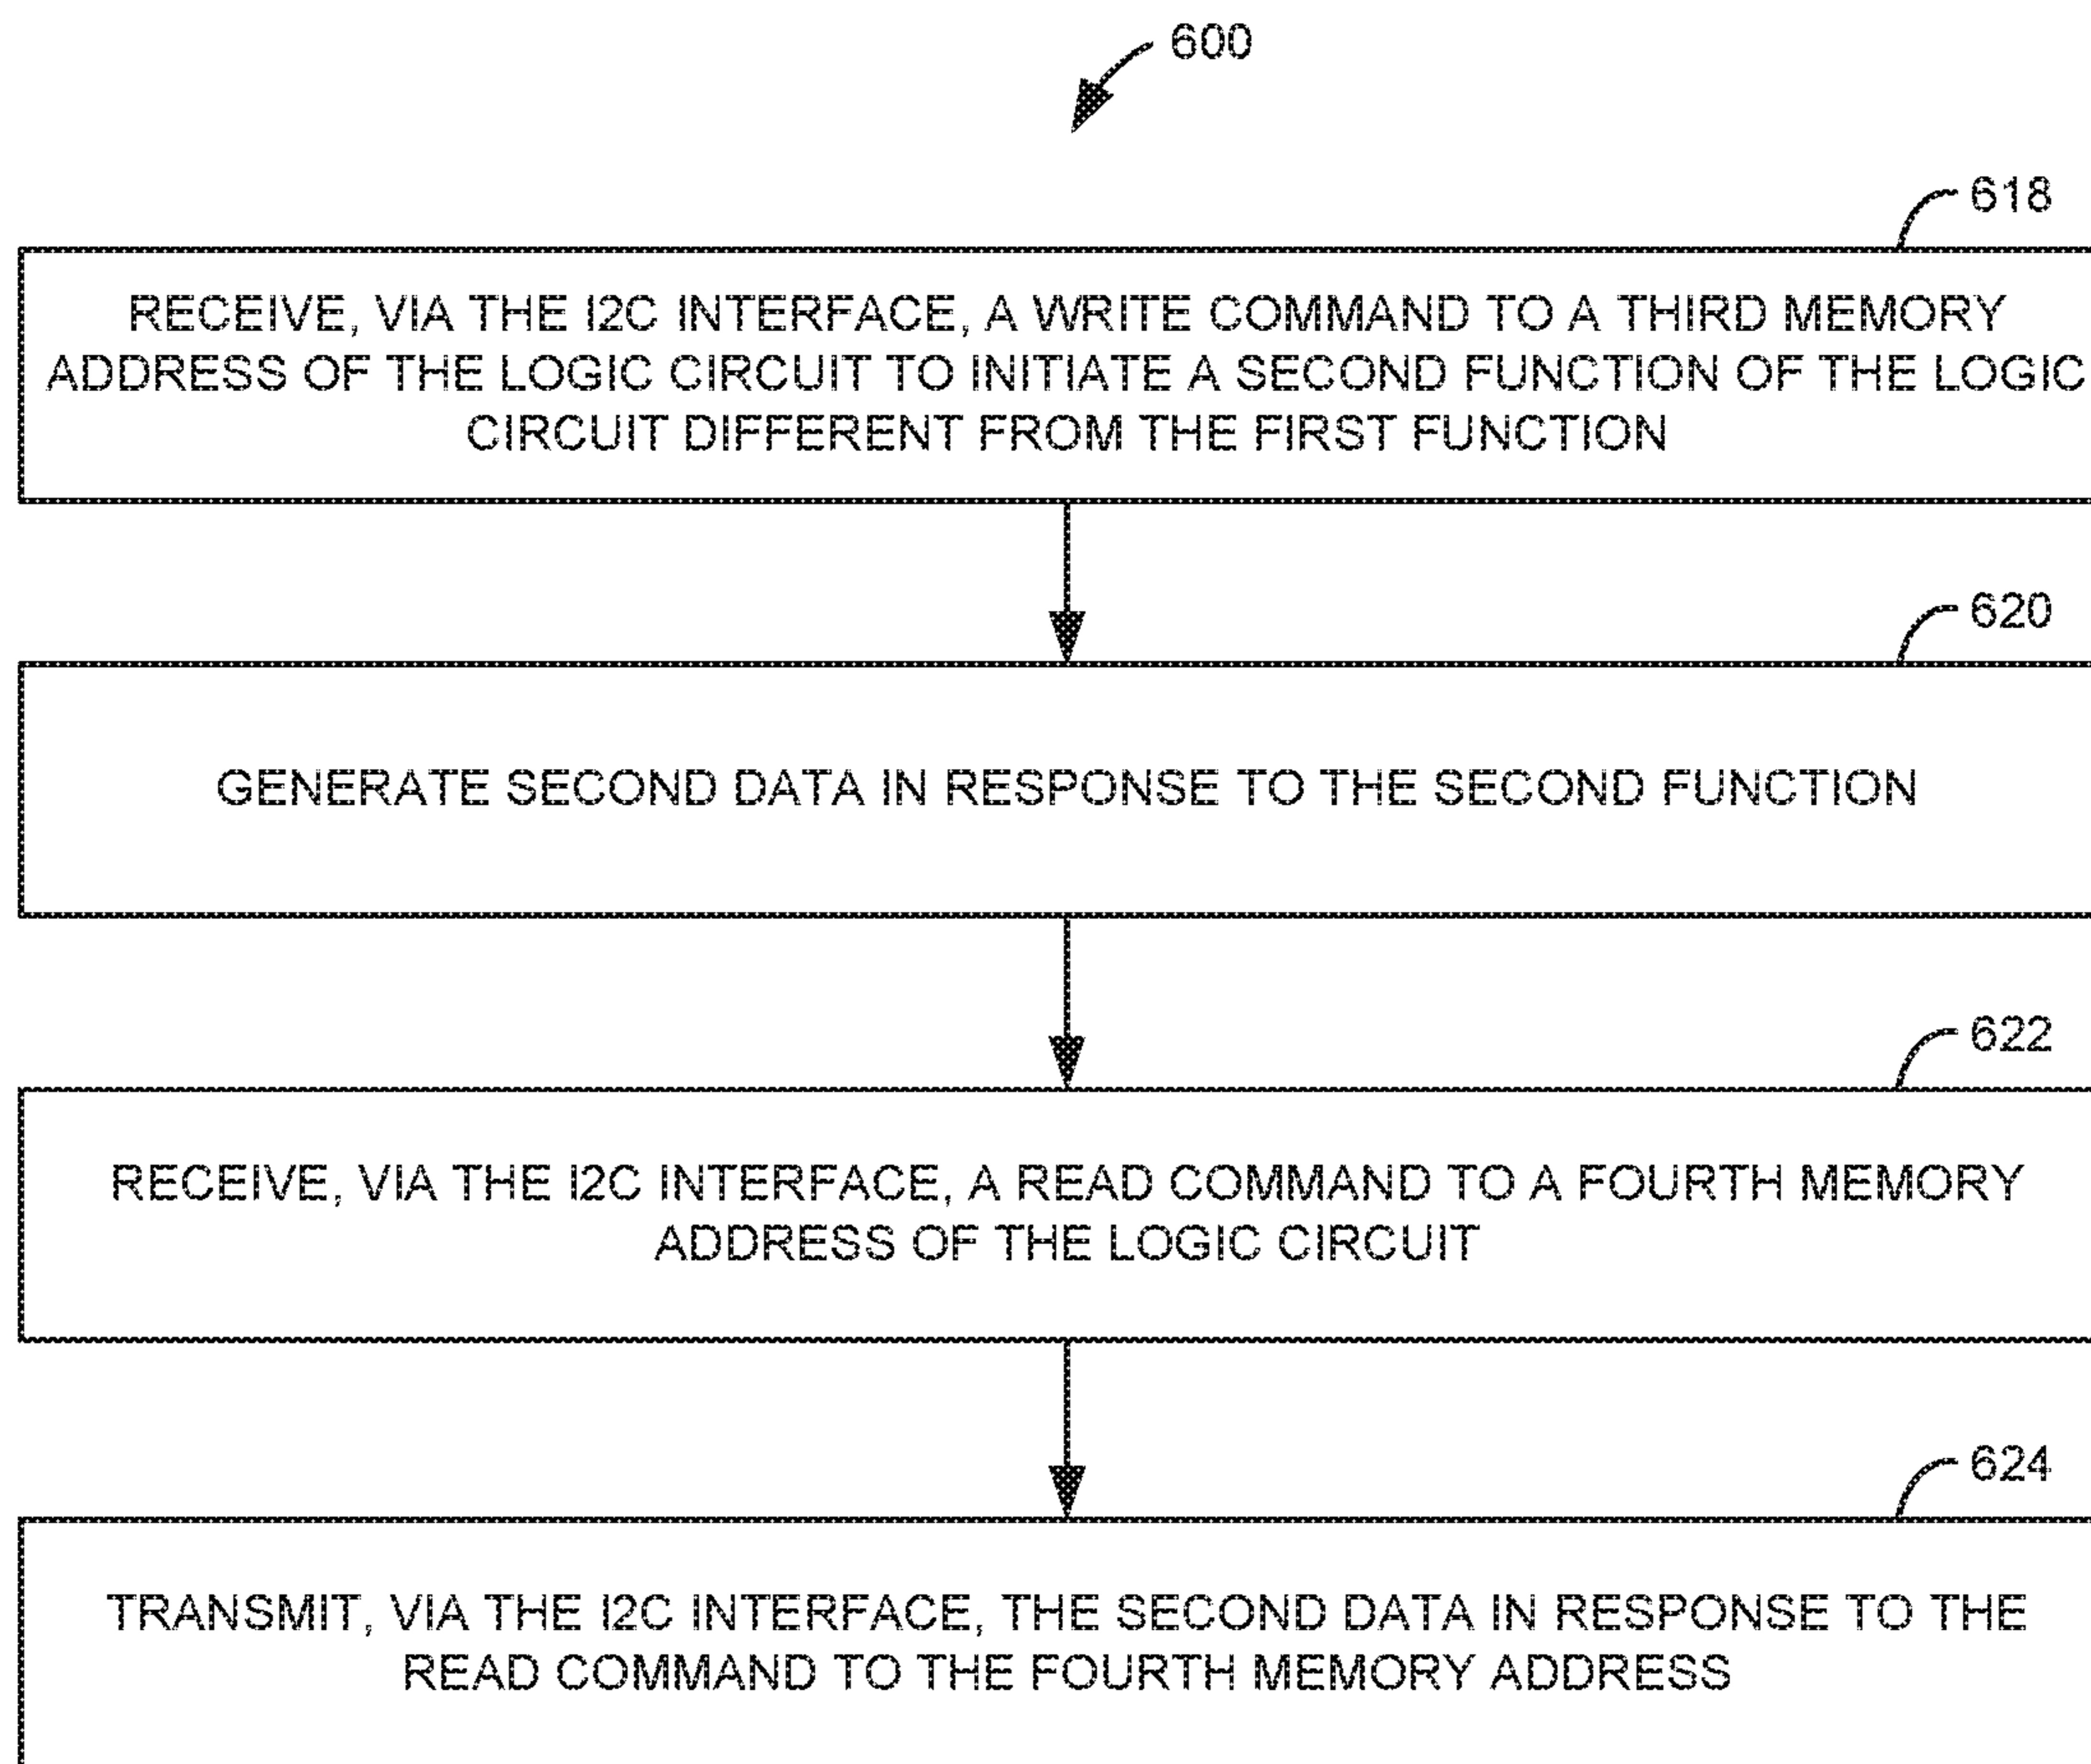 600
618
RECEIVE, VIA THE I2C INTERFACE, A WRITE COMMAND TO A THIRD MEMORY
ADDRESS OF THE LOGIC CIRCUIT TO INITIATE A SECOND FUNCTION OF THE LOGIC
CIRCUIT DIFFERENT FROM THE FIRST FUNCTION
620
GENERATE SECOND DATA IN RESPONSE TO THE SECOND FUNCTION
622
RECEIVE, VIA THE I2C INTERFACE, A READ COMMAND TO A FOURTH MEMORY
ADDRESS OF THE LOGIC CIRCUIT
624
TRANSMIT, VIA THE I2C INTERFACE, THE SECOND DATA IN RESPONSE TO THE
READ COMMAND TO THE FOURTH MEMORY ADDRESS